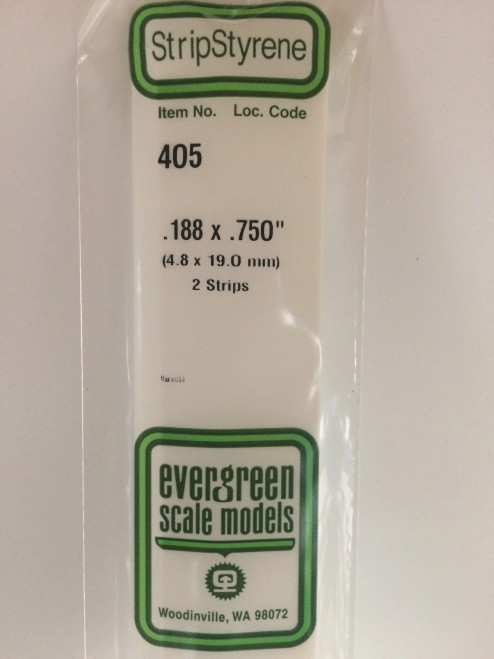 StripStyrene
Item No. Loc. Code
405
.188 x .750"
(4.8 x 19.0 mm)
2 Strips
evergreen
scale models
Woodinville, WA 98072